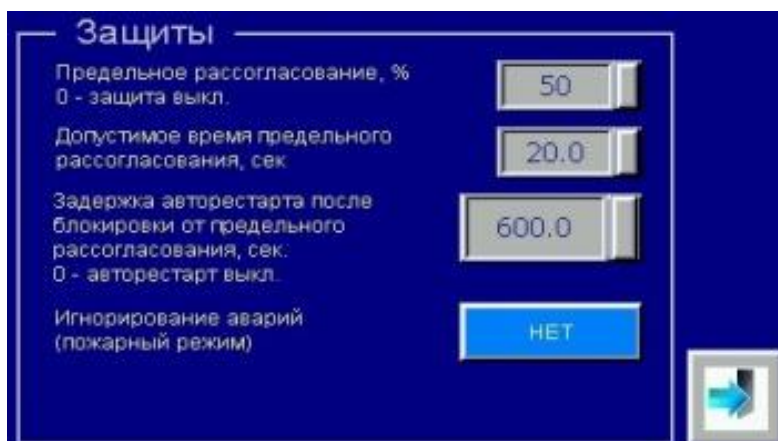 Защиты
Предельное рассогласование, %
0 - защита выкл.
50
Допустимое время предельного
рассогласования, сек
20.0
Задержка авторестарта после
блокировки от предельного
рассогласования, сек.
0 - авторестарт выкл.
600.0
Игнорирование аварий
(пожарный режим)
НЕТ